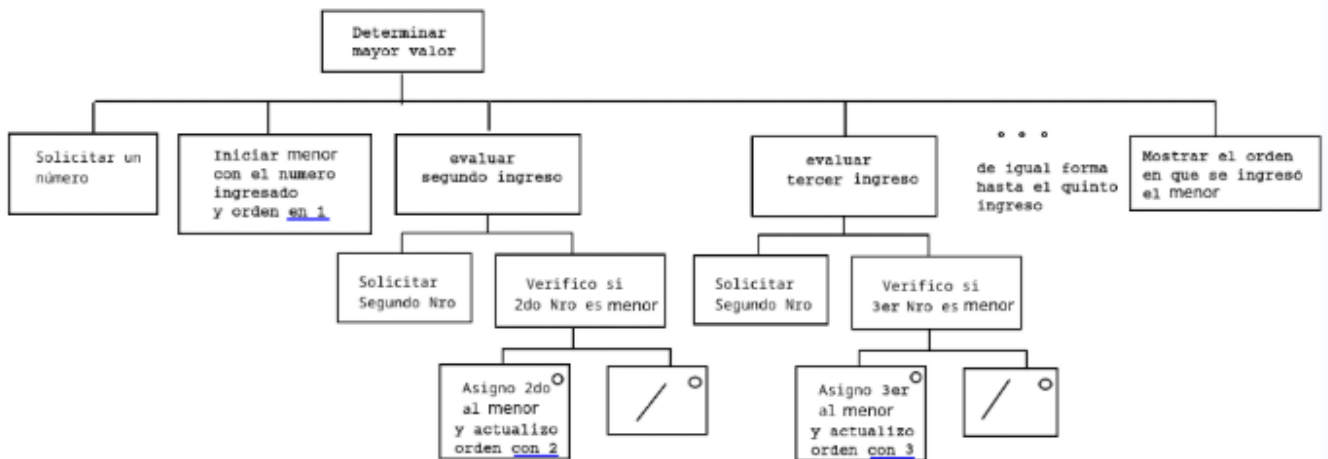 Determinar
mayor valor
Solicitar un
número
Iniciar menor
con el numero
ingresado
y orden en 1
evaluar
segundo ingreso
evaluar
tercer ingreso
de igual forma
hasta el quinto
ingreso
Mostrar el orden
en que se ingresó
el menor
Solicitar
Segundo Nro
Verifico si
2do Nro es menor
Solicitar
Segundo Nro
Verifico si
3er Nro es menor
Asigno 2do
al menor
y actualizo
orden con 2
Asigno 3er
al menor
y actualizo
orden con 3